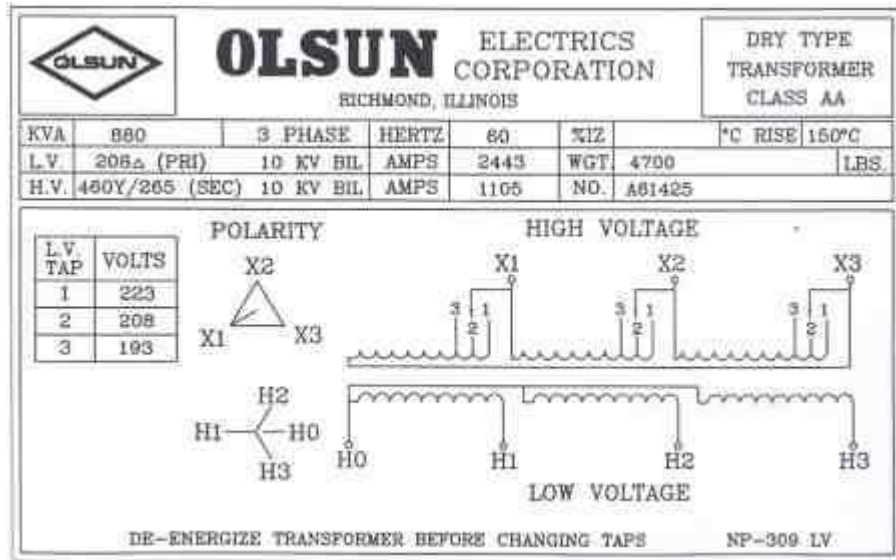 OLSUN
OLSUN ELECTRICS CORPORATION
RICHMOND, ILLINOIS
DRY TYPE
TRANSFORMER
CLASS AA
KVA 880 3 PHASE HERTZ 60 %IZ °C RISE 150°C
L.V. 208△ (PRI) 10 KV BIL AMPS 2443 WGT. 4700 LBS.
H.V. 460Y/265 (SEC) 10 KV BIL AMPS 1105 NO. A61425
L.V. TAP VOLTS
1 223
2 208
3 193
POLARITY
X2
X1 X3
H2
H1 H0
H3
HIGH VOLTAGE
X1 X2 X3
3 2 1 3 2 1 3 2 1
H0 H1 H2 H3
LOW VOLTAGE
DE-ENERGIZE TRANSFORMER BEFORE CHANGING TAPS NP-309 LV